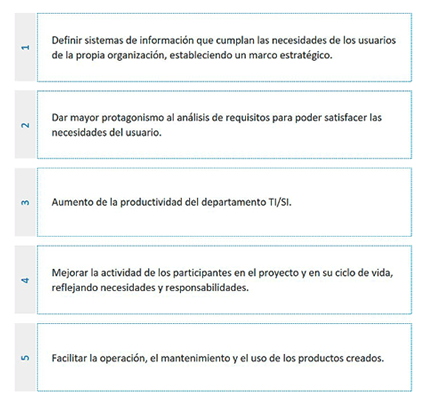 1
Definir sistemas de información que cumplan las necesidades de los usuarios
de la propia organización, estableciendo un marco estratégico.
2
Dar mayor protagonismo al análisis de requisitos para poder satisfacer las
necesidades del usuario.
3
Aumento de la productividad del departamento TI/SI.
4
Mejorar la actividad de los participantes en el proyecto y en su ciclo de vida,
reflejando necesidades y responsabilidades.
5
Facilitar la operación, el mantenimiento y el uso de los productos creados.